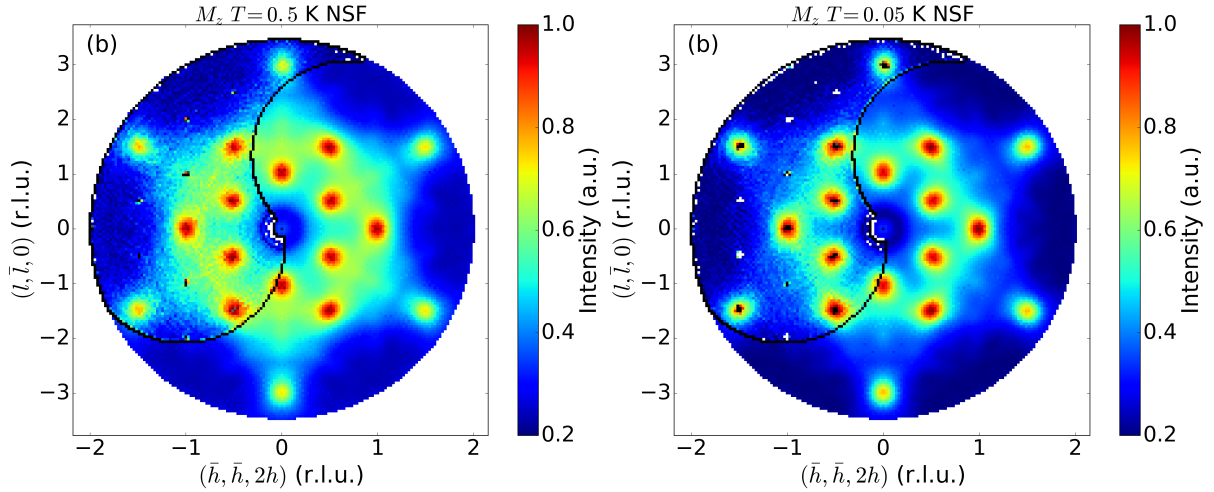 M_z T=0.5 K NSF
(b)
3
2
1
0
−1
−2
−3
(l, l̄, 0) (r.l.u.)
−2 −1 0 1 2
(h̄, h̄, 2h) (r.l.u.)
1.0
0.8
0.6
0.4
0.2
Intensity (a.u.)
M_z T=0.05 K NSF
(b)
3
2
1
0
−1
−2
−3
(l, l̄, 0) (r.l.u.)
−2 −1 0 1 2
(h̄, h̄, 2h) (r.l.u.)
1.0
0.8
0.6
0.4
0.2
Intensity (a.u.)